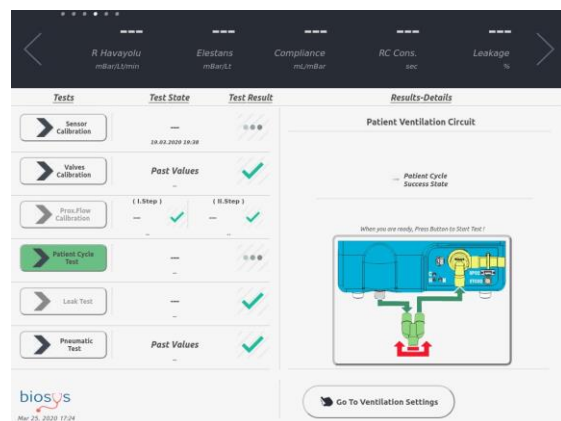 --- --- --- --- ---
R Havayolu Elestans Compliance RC Cons. Leakage
mBar/Lt/min mBar/Lt mL/mBar sec %
Tests Test State Test Result Results-Details
Sensor
Calibration
---
19.03.2020 19:38
Valves
Calibration
Past Values
--
Prox.Flow
Calibration
( I.Step ) ( II.Step )
--- ---
-- --
Patient Cycle
Test
---
--
Leak Test
---
--
Pneumatic
Test
Past Values
--
Patient Ventilation Circuit
Patient Cycle
Success State
When you are ready, Press Button to Start Test !
Go To Ventilation Settings
biosys
Mar 25, 2020 17:24